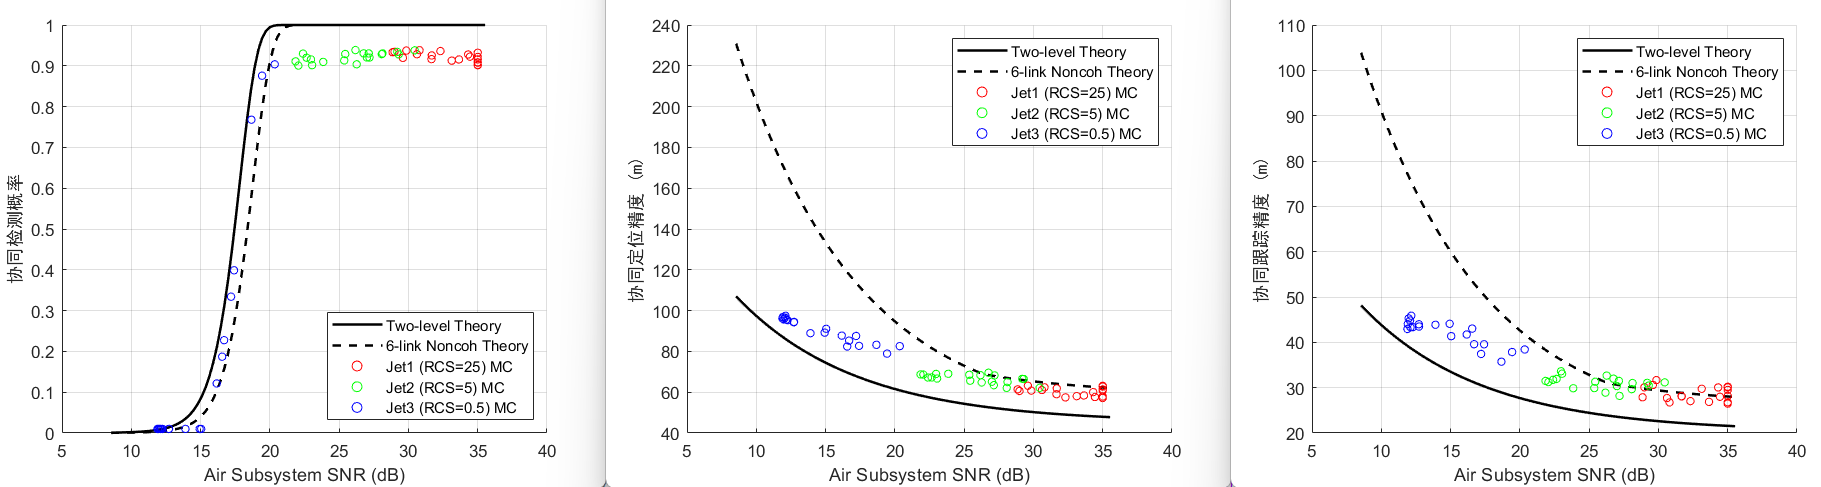 1
0.9
0.8
0.7
0.6
0.5
0.4
0.3
0.2
0.1
0
5
10
15
20
25
30
35
40
协同检测概率
Air Subsystem SNR (dB)
Two-level Theory
6-link Noncoh Theory
Jet1 (RCS=25) MC
Jet2 (RCS=5) MC
Jet3 (RCS=0.5) MC
240
220
200
180
160
140
120
100
80
60
40
5
10
15
20
25
30
35
40
协同定位精度 (m)
Air Subsystem SNR (dB)
Two-level Theory
6-link Noncoh Theory
Jet1 (RCS=25) MC
Jet2 (RCS=5) MC
Jet3 (RCS=0.5) MC
110
100
90
80
70
60
50
40
30
20
5
10
15
20
25
30
35
40
协同跟踪精度 (m)
Air Subsystem SNR (dB)
Two-level Theory
6-link Noncoh Theory
Jet1 (RCS=25) MC
Jet2 (RCS=5) MC
Jet3 (RCS=0.5) MC